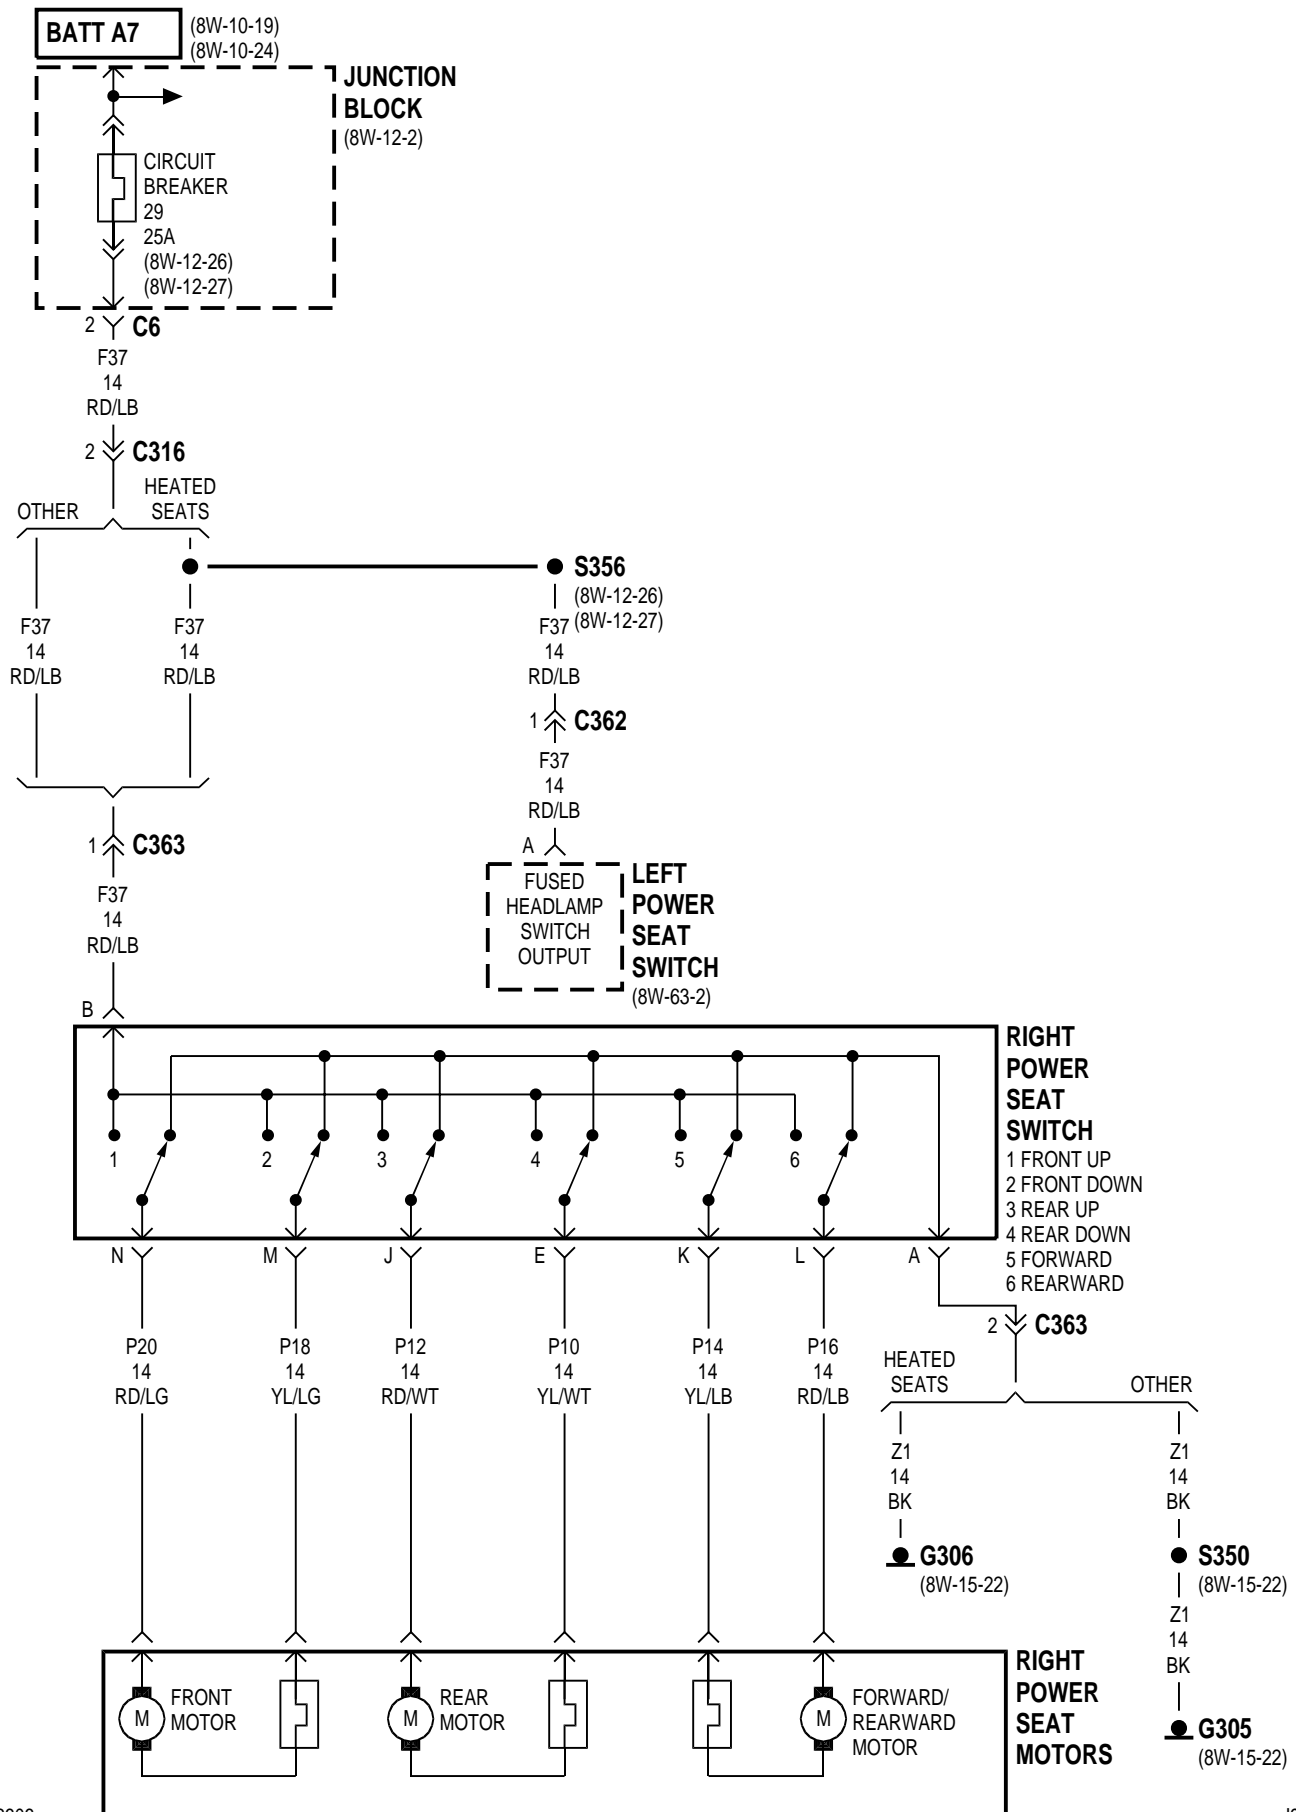 BATT A7
(8W-10-19)
(8W-10-24)
JUNCTION
BLOCK
(8W-12-2)
CIRCUIT
BREAKER
29
25A
(8W-12-26)
(8W-12-27)
2 C6
F37
14
RD/LB
2 C316
HEATED
SEATS
OTHER
S356
(8W-12-26)
(8W-12-27)
F37
14
RD/LB
F37
14
RD/LB
F37
14
RD/LB
1 C362
F37
14
RD/LB
1 C363
F37
14
RD/LB
A
FUSED
HEADLAMP
SWITCH
OUTPUT
LEFT
POWER
SEAT
SWITCH
(8W-63-2)
B
RIGHT
POWER
SEAT
SWITCH
1 FRONT UP
2 FRONT DOWN
3 REAR UP
4 REAR DOWN
5 FORWARD
6 REARWARD
1 2 3 4 5 6
N M J E K L A
2 C363
P20
14
RD/LG
P18
14
YL/LG
P12
14
RD/WT
P10
14
YL/WT
P14
14
YL/LB
P16
14
RD/LB
HEATED
SEATS
OTHER
Z1
14
BK
Z1
14
BK
G306
(8W-15-22)
S350
(8W-15-22)
Z1
14
BK
G305
(8W-15-22)
RIGHT
POWER
SEAT
MOTORS
M
FRONT
MOTOR
M
REAR
MOTOR
M
FORWARD/
REARWARD
MOTOR